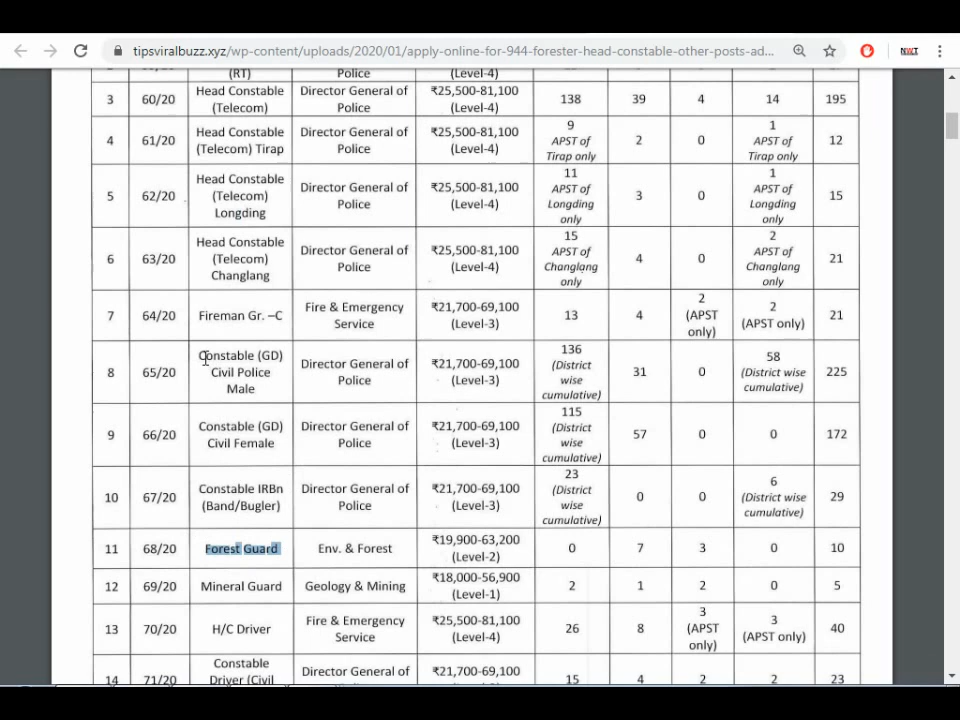 tipsviralbuzz.xyz/wp-content/uploads/2020/01/apply-online-for-944-forester-head-constable-other-posts-ad...
NWT
(RT) Police (Level-4)
3 60/20 Head Constable (Telecom) Director General of Police ₹25,500-81,100 (Level-4) 138 39 4 14 195
4 61/20 Head Constable (Telecom) Tirap Director General of Police ₹25,500-81,100 (Level-4) 9 APST of Tirap only 2 0 1 APST of Tirap only 12
5 62/20 Head Constable (Telecom) Longding Director General of Police ₹25,500-81,100 (Level-4) 11 APST of Longding only 3 0 1 APST of Longding only 15
6 63/20 Head Constable (Telecom) Changlang Director General of Police ₹25,500-81,100 (Level-4) 15 APST of Changlang only 4 0 2 APST of Changlang only 21
7 64/20 Fireman Gr. –C Fire & Emergency Service ₹21,700-69,100 (Level-3) 13 4 2 (APST only) 2 (APST only) 21
8 65/20 Constable (GD) Civil Police Male Director General of Police ₹21,700-69,100 (Level-3) 136 (District wise cumulative) 31 0 58 (District wise cumulative) 225
9 66/20 Constable (GD) Civil Female Director General of Police ₹21,700-69,100 (Level-3) 115 (District wise cumulative) 57 0 0 172
10 67/20 Constable IRBn (Band/Bugler) Director General of Police ₹21,700-69,100 (Level-3) 23 (District wise cumulative) 0 0 6 (District wise cumulative) 29
11 68/20 Forest Guard Env. & Forest ₹19,900-63,200 (Level-2) 0 7 3 0 10
12 69/20 Mineral Guard Geology & Mining ₹18,000-56,900 (Level-1) 2 1 2 0 5
13 70/20 H/C Driver Fire & Emergency Service ₹25,500-81,100 (Level-4) 26 8 3 (APST only) 3 (APST only) 40
14 71/20 Constable Driver (Civil Director General of ₹21,700-69,100 15 4 2 2 23